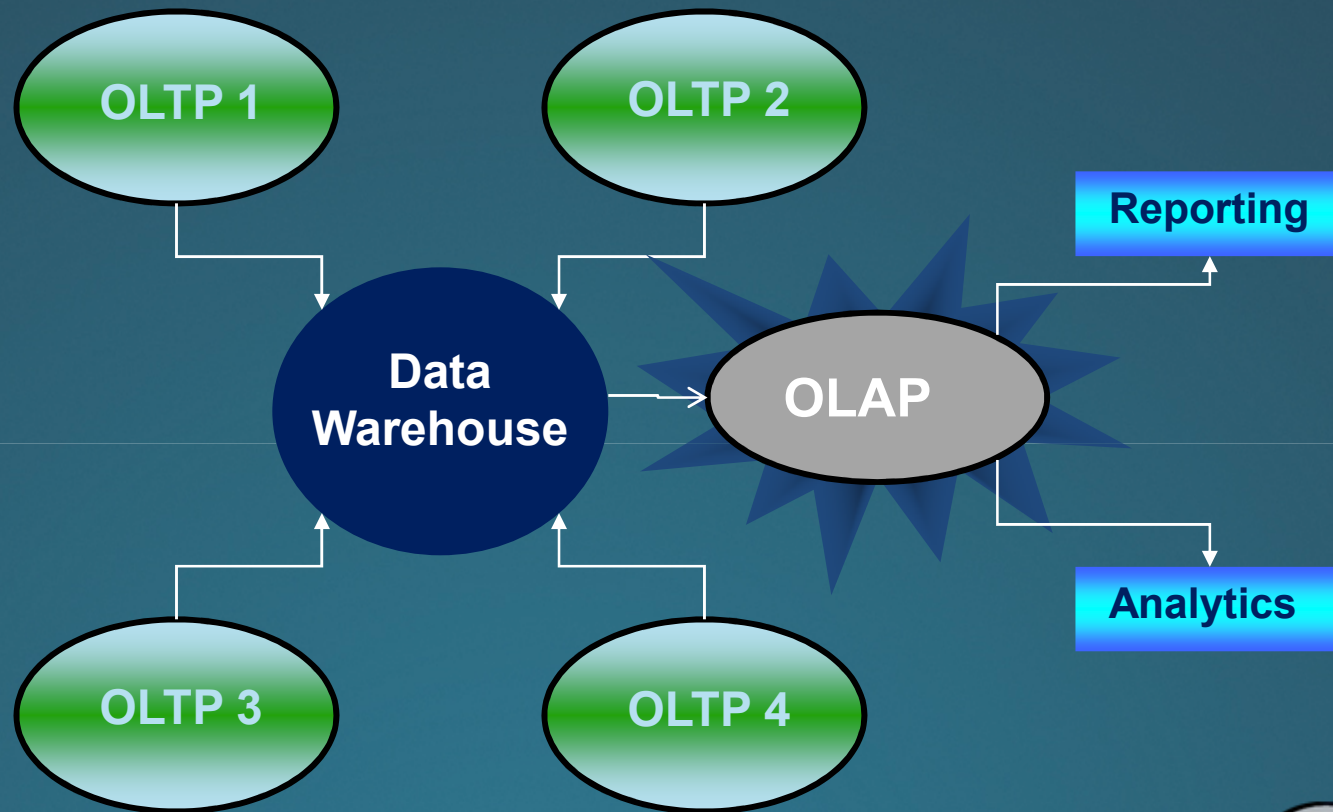 OLTP 1
OLTP 2
Reporting
Data
Warehouse
OLAP
Analytics
OLTP 3
OLTP 4